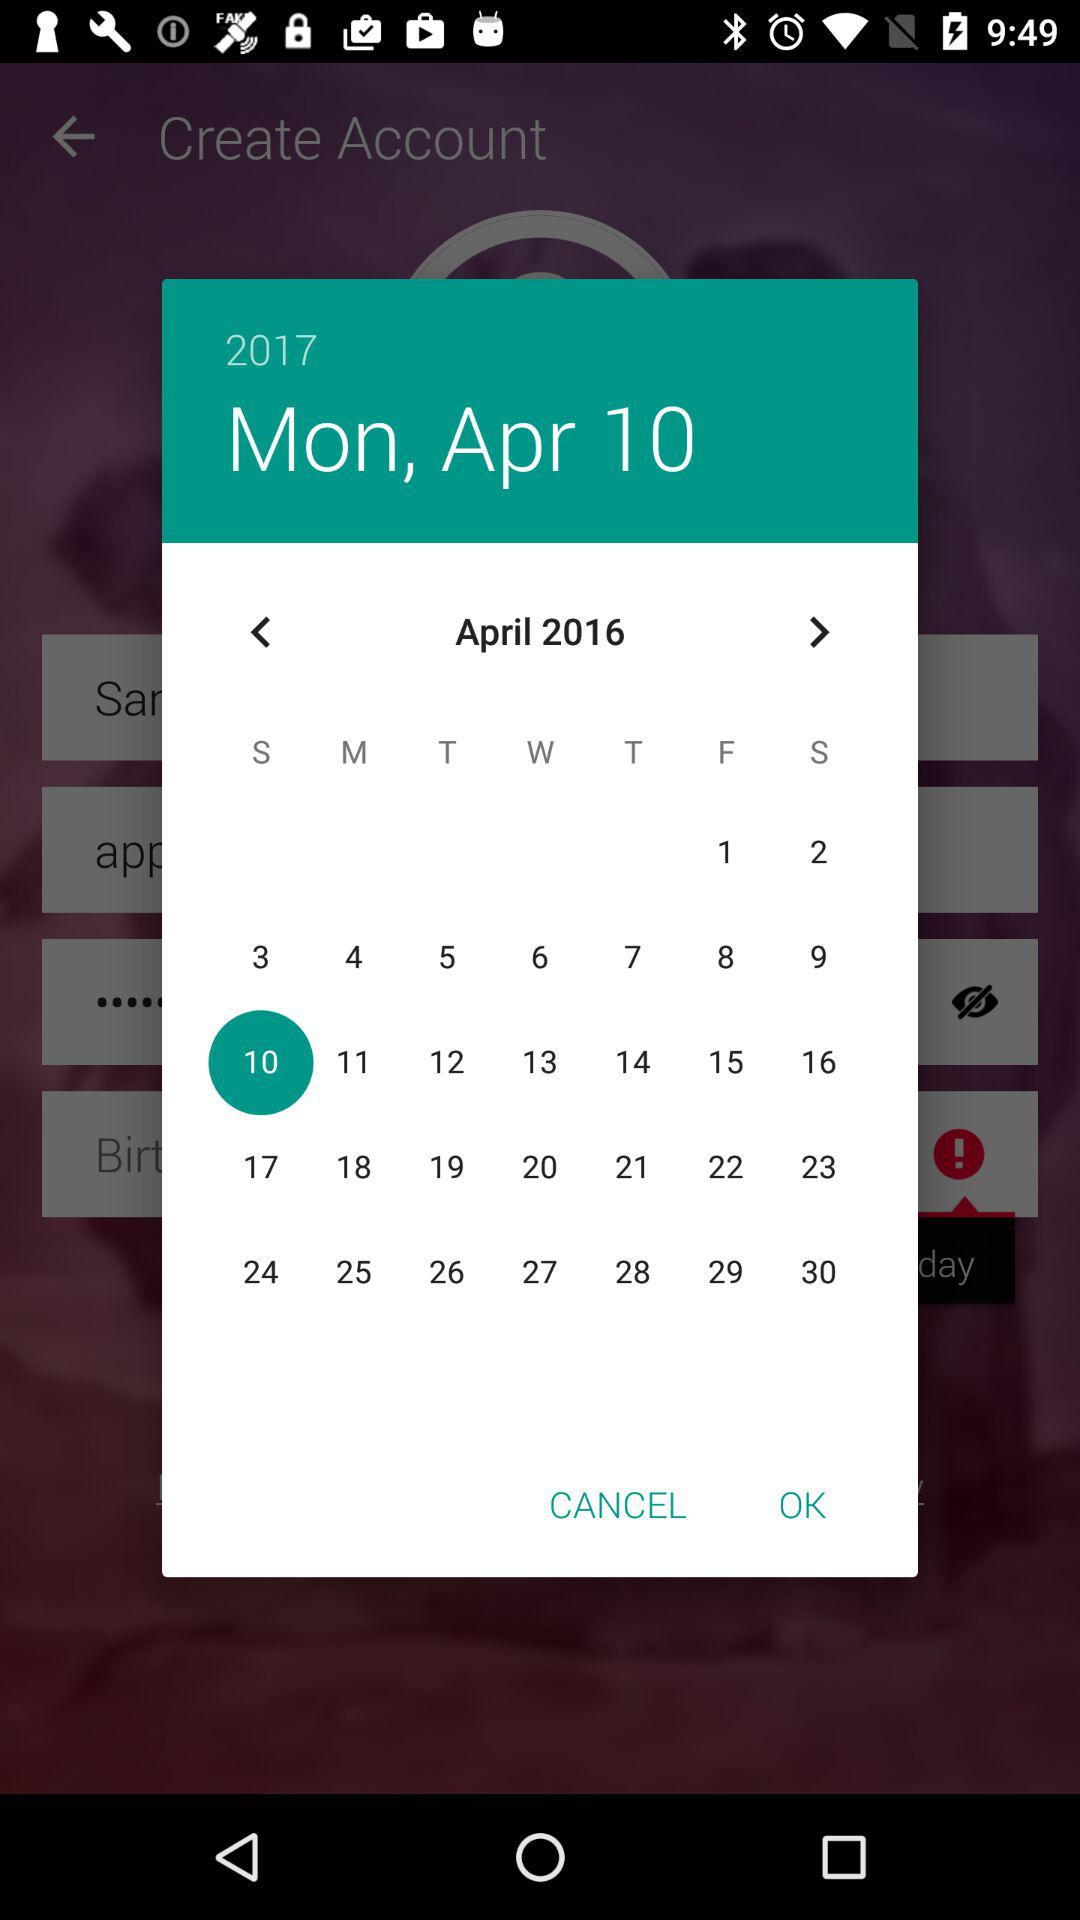 FAKE
9:49
Create Account
2017
Mon, Apr 10
April 2016
S M T W T F S
1 2
3 4 5 6 7 8 9
10 11 12 13 14 15 16
17 18 19 20 21 22 23
24 25 26 27 28 29 30
CANCEL OK
San
app
Birt
day